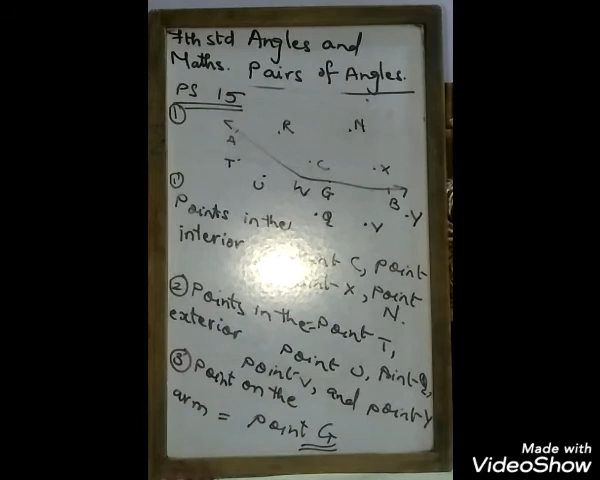 7th std Angles and
Maths. Pairs of Angles.
PS 15
①
A R N
T C X
U W G B
Q V Y
① Points in the
interior
C, point
X, point
N.
② Points in the = point T,
exterior point U, point Q,
point V, and point Y
③ Point on the
arm = point G
Made with
VideoShow